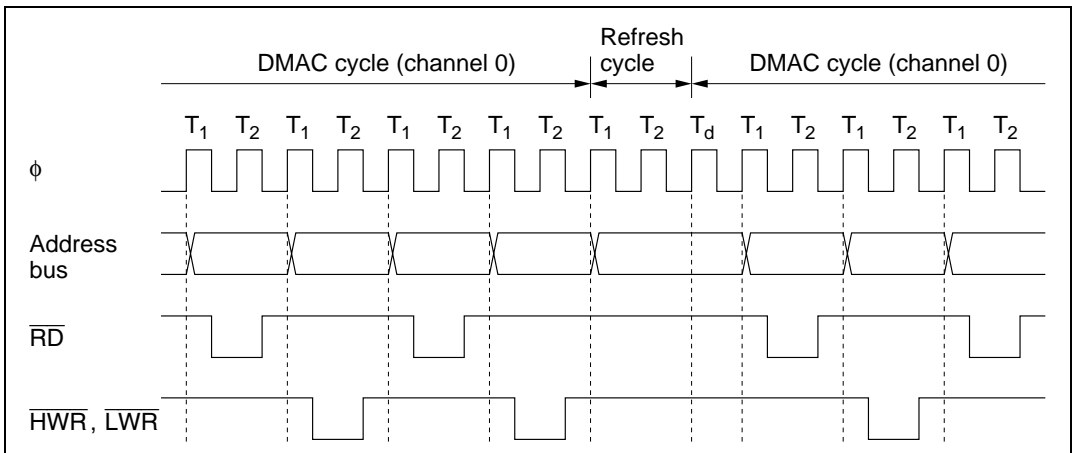 Refresh
DMAC cycle (channel 0) cycle DMAC cycle (channel 0)
T1 T2 T1 T2 T1 T2 T1 T2 T1 T2 Td T1 T2 T1 T2 T1 T2
φ
Address
bus
RD
HWR, LWR